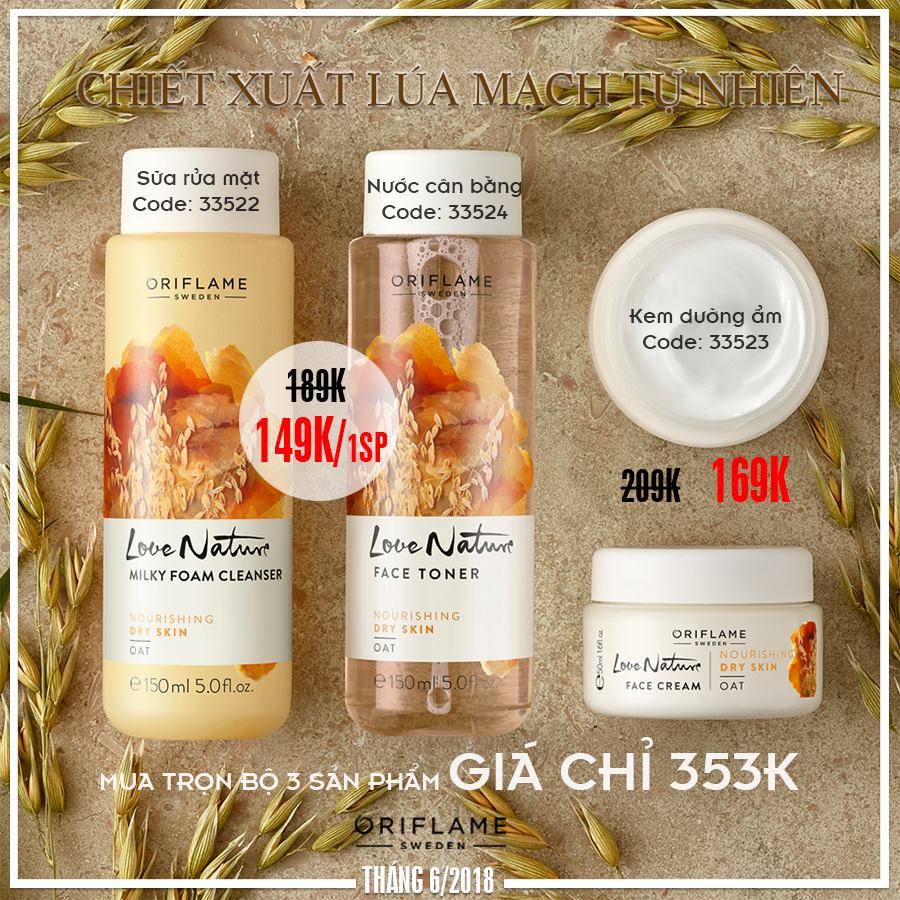 CHIẾT XUẤT LÚA MẠCH TỰ NHIÊN
Sữa rửa mặt
Code: 33522
Nước cân bằng
Code: 33524
ORIFLAME
SWEDEN
ORIFLAME
SWEDEN
Kem dưỡng ẩm
Code: 33523
189K
149K/1SP
209K 169K
Love Nature
MILKY FOAM CLEANSER
NOURISHING
DRY SKIN
OAT
e 150ml 5.0fl.oz.
Love Nature
FACE TONER
NOURISHING
DRY SKIN
OAT
e 150ml 5.0fl.oz.
ORIFLAME
SWEDEN
Love Nature
FACE CREAM
NOURISHING
DRY SKIN
OAT
e 50ml 1.6fl.oz.
MUA TRỌN BỘ 3 SẢN PHẨM GIÁ CHỈ 353K
ORIFLAME
SWEDEN
THÁNG 6/2018